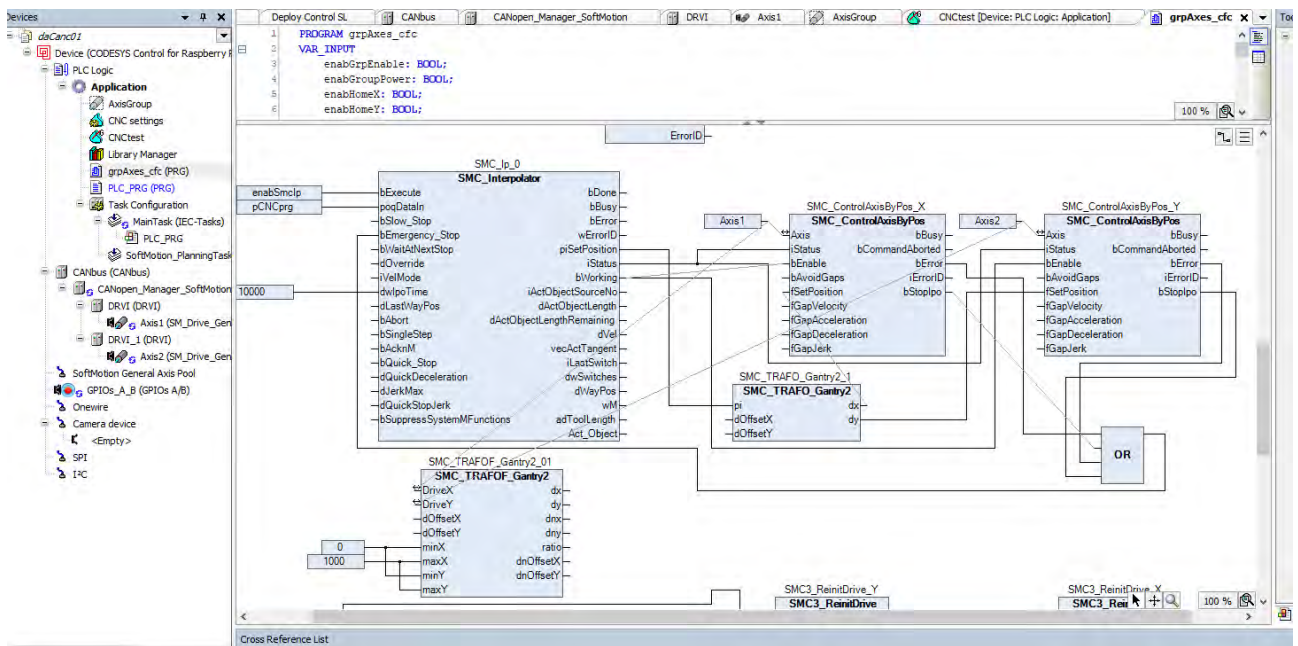 Devices
daCanc01
Device (CODESYS Control for Raspberry P
PLC Logic
Application
AxisGroup
CNC settings
CNCtest
Library Manager
grpAxes_cfc (PRG)
PLC_PRG (PRG)
Task Configuration
MainTask (IEC-Tasks)
PLC_PRG
SoftMotion_PlanningTask
CANbus (CANbus)
CANopen_Manager_SoftMotion
DRVI (DRVI)
Axis1 (SM_Drive_Gen
DRVI_1 (DRVI)
Axis2 (SM_Drive_Gen
SoftMotion General Axis Pool
GPIOs_A_B (GPIOs A/B)
Onewire
Camera device
<Empty>
SPI
I²C
Deploy Control SL CANbus CANopen_Manager_SoftMotion DRVI Axis1 AxisGroup CNCtest [Device: PLC Logic: Application] grpAxes_cfc Too
1 PROGRAM grpAxes_cfc
2 VAR_INPUT
3 enabGrpEnable: BOOL;
4 enabGroupPower: BOOL;
5 enabHomeX: BOOL;
6 enabHomeY: BOOL;
100 %
ErrorID
SMC_Ip_0
SMC_Interpolator
enabSmcIp
pCNCprg
10000
bExecute bDone
poqDataIn bBusy
bSlow_Stop bError
bEmergency_Stop wErrorID
bWaitAtNextStop piSetPosition
dOverride iStatus
iVelMode bWorking
dwIpoTime iActObjectSourceNo
dLastWayPos dActObjectLength
bAbort dActObjectLengthRemaining
bSingleStep dVel
bAcknM vecActTangent
bQuick_Stop iLastSwitch
dQuickDeceleration dwSwitches
dJerkMax dWayPos
dQuickStopJerk wM
bSuppressSystemMFunctions adToolLength
Act_Object
SMC_ControlAxisByPos_X
SMC_ControlAxisByPos
Axis1
Axis bBusy
iStatus bCommandAborted
bEnable bError
bAvoidGaps iErrorID
fSetPosition bStopIpo
fGapVelocity
fGapAcceleration
fGapDeceleration
fGapJerk
SMC_ControlAxisByPos_Y
SMC_ControlAxisByPos
Axis2
Axis bBusy
iStatus bCommandAborted
bEnable bError
bAvoidGaps iErrorID
fSetPosition bStopIpo
fGapVelocity
fGapAcceleration
fGapDeceleration
fGapJerk
SMC_TRAFO_Gantry2_1
SMC_TRAFO_Gantry2
pi dx
dOffsetX dy
dOffsetY
OR
SMC_TRAFOF_Gantry2_01
SMC_TRAFOF_Gantry2
DriveX dx
DriveY dy
dOffsetX dnx
dOffsetY dny
0 minX ratio
1000 maxX dnOffsetX
minY dnOffsetY
maxY
SMC3_ReinitDrive_Y
SMC3_ReinitDrive
SMC3_ReinitDrive_X
100 %
Cross Reference List